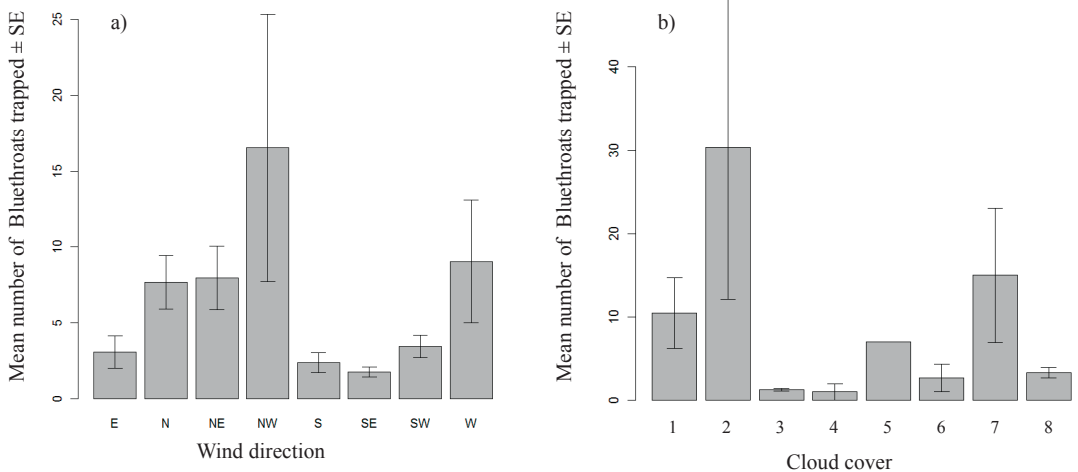 a)
Mean number of Bluethroats trapped ± SE
25
20
15
10
5
0
E N NE NW S SE SW W
Wind direction
b)
Mean number of Bluethroats trapped ± SE
40
30
20
10
0
1 2 3 4 5 6 7 8
Cloud cover